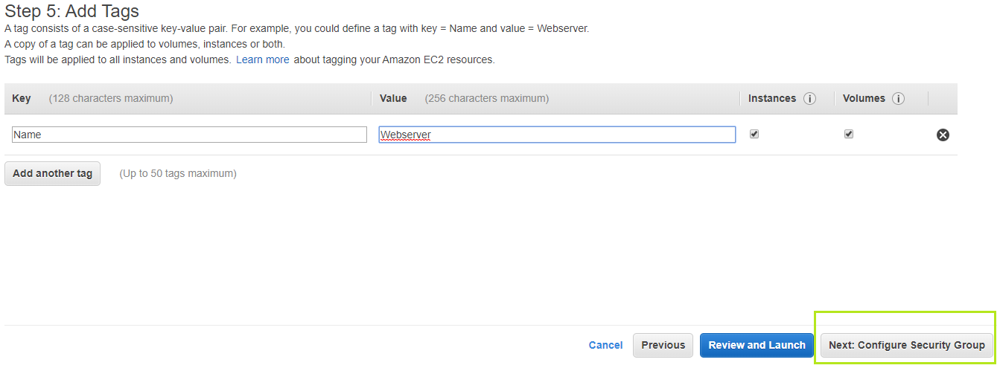 Step 5: Add Tags
A tag consists of a case-sensitive key-value pair. For example, you could define a tag with key = Name and value = Webserver.
A copy of a tag can be applied to volumes, instances or both.
Tags will be applied to all instances and volumes. Learn more about tagging your Amazon EC2 resources.
Key (128 characters maximum) Value (256 characters maximum) Instances i Volumes i
Name Webserver
Add another tag (Up to 50 tags maximum)
Cancel Previous Review and Launch Next: Configure Security Group